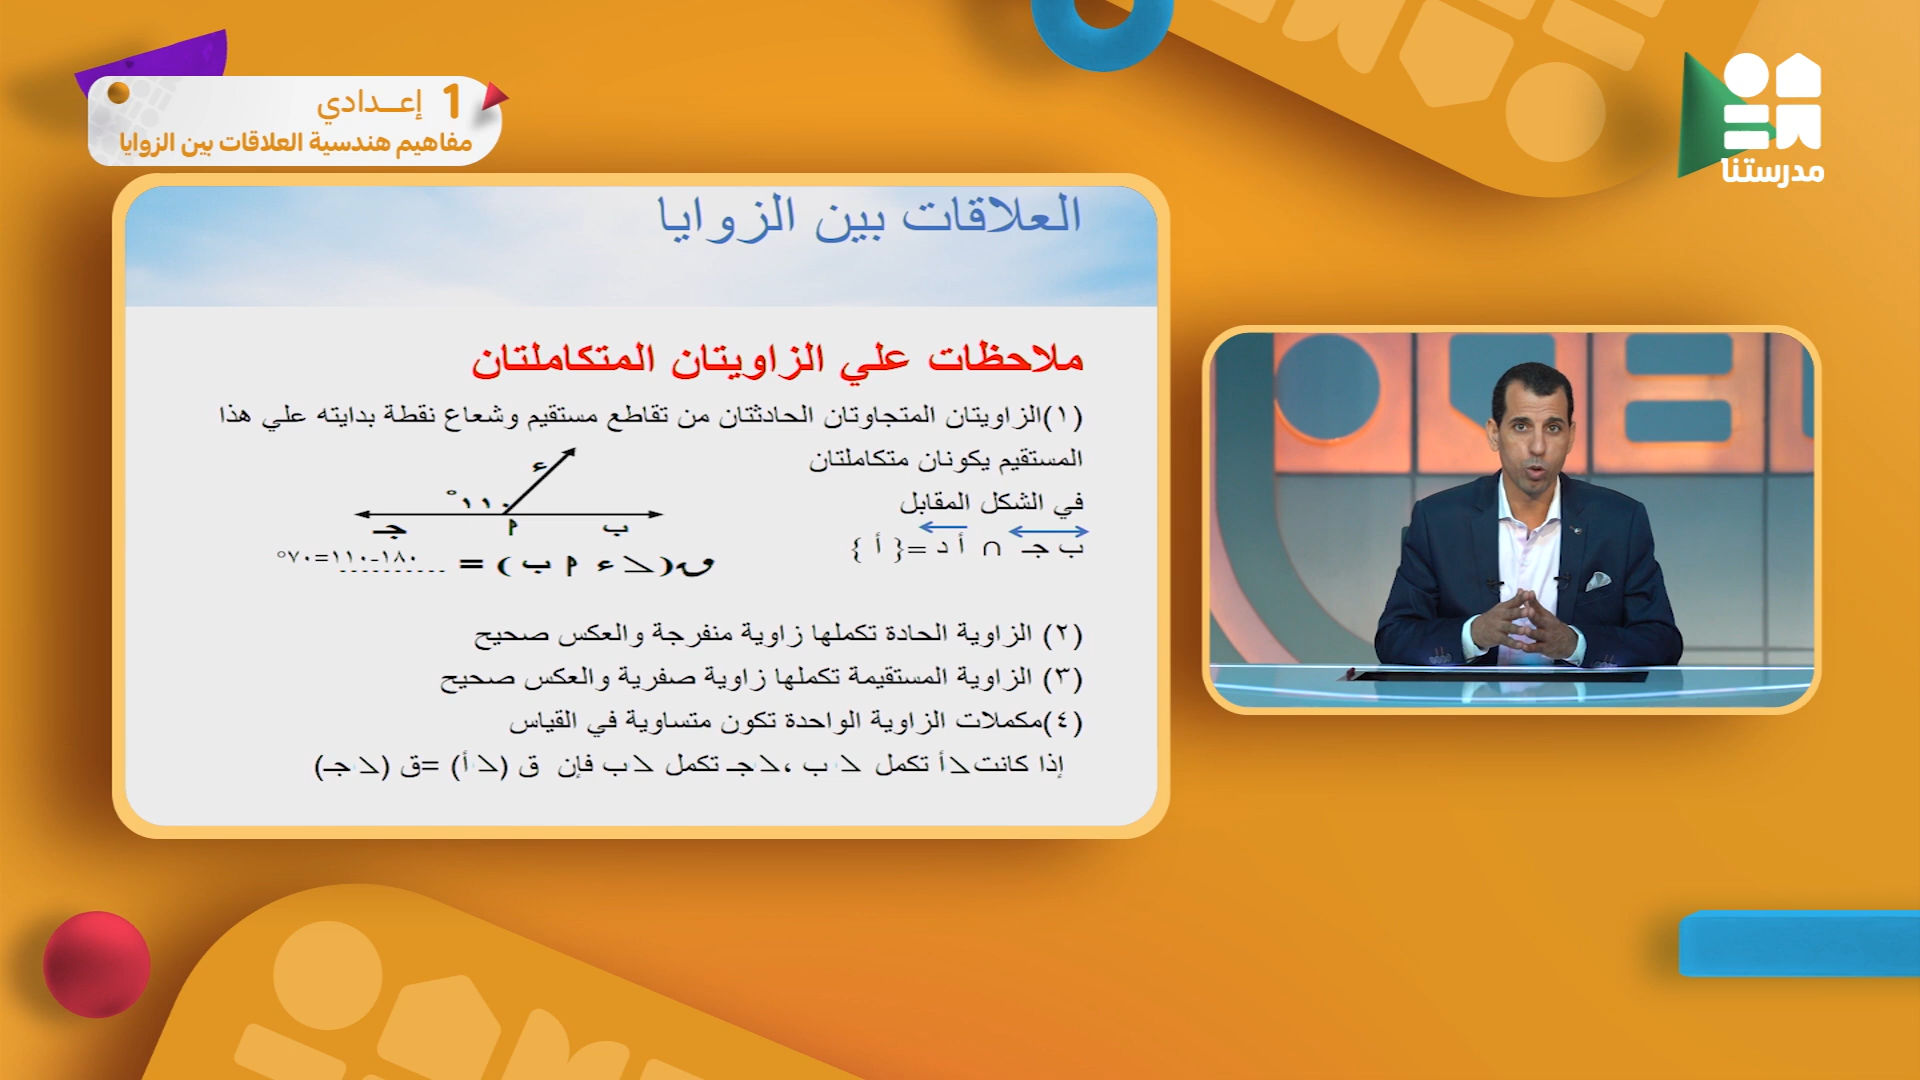 1 إعـدادي
مفاهيم هندسية العلاقات بين الزوايا
مدرستنا
العلاقات بين الزوايا
ملاحظات علي الزاويتان المتكاملتان
(١)الزاويتان المتجاوتان الحادثتان من تقاطع مستقيم وشعاع نقطة بدايته علي هذا
المستقيم يكونان متكاملتان
في الشكل المقابل
ب جـ ∩ أ د ={ أ }
ء
١١٠°
جـ أ ب
ق(∠ ء أ ب ) = ١٨٠-١١٠=٧٠°
(٢) الزاوية الحادة تكملها زاوية منفرجة والعكس صحيح
(٣) الزاوية المستقيمة تكملها زاوية صفرية والعكس صحيح
(٤)مكملات الزاوية الواحدة تكون متساوية في القياس
إذا كانت∠أ تكمل ∠ ب ،∠جـ تكمل ∠ب فإن ق (∠أ) =ق (∠جـ)